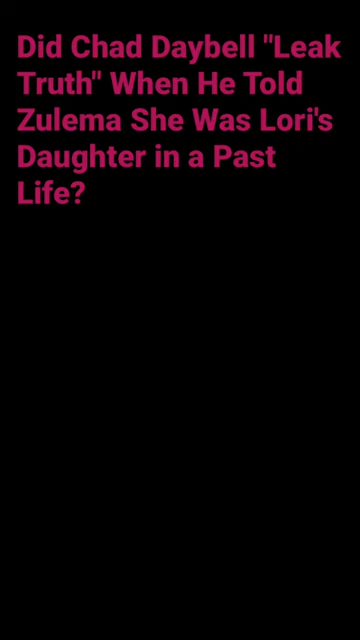 Did Chad Daybell "Leak
Truth" When He Told
Zulema She Was Lori's
Daughter in a Past
Life?